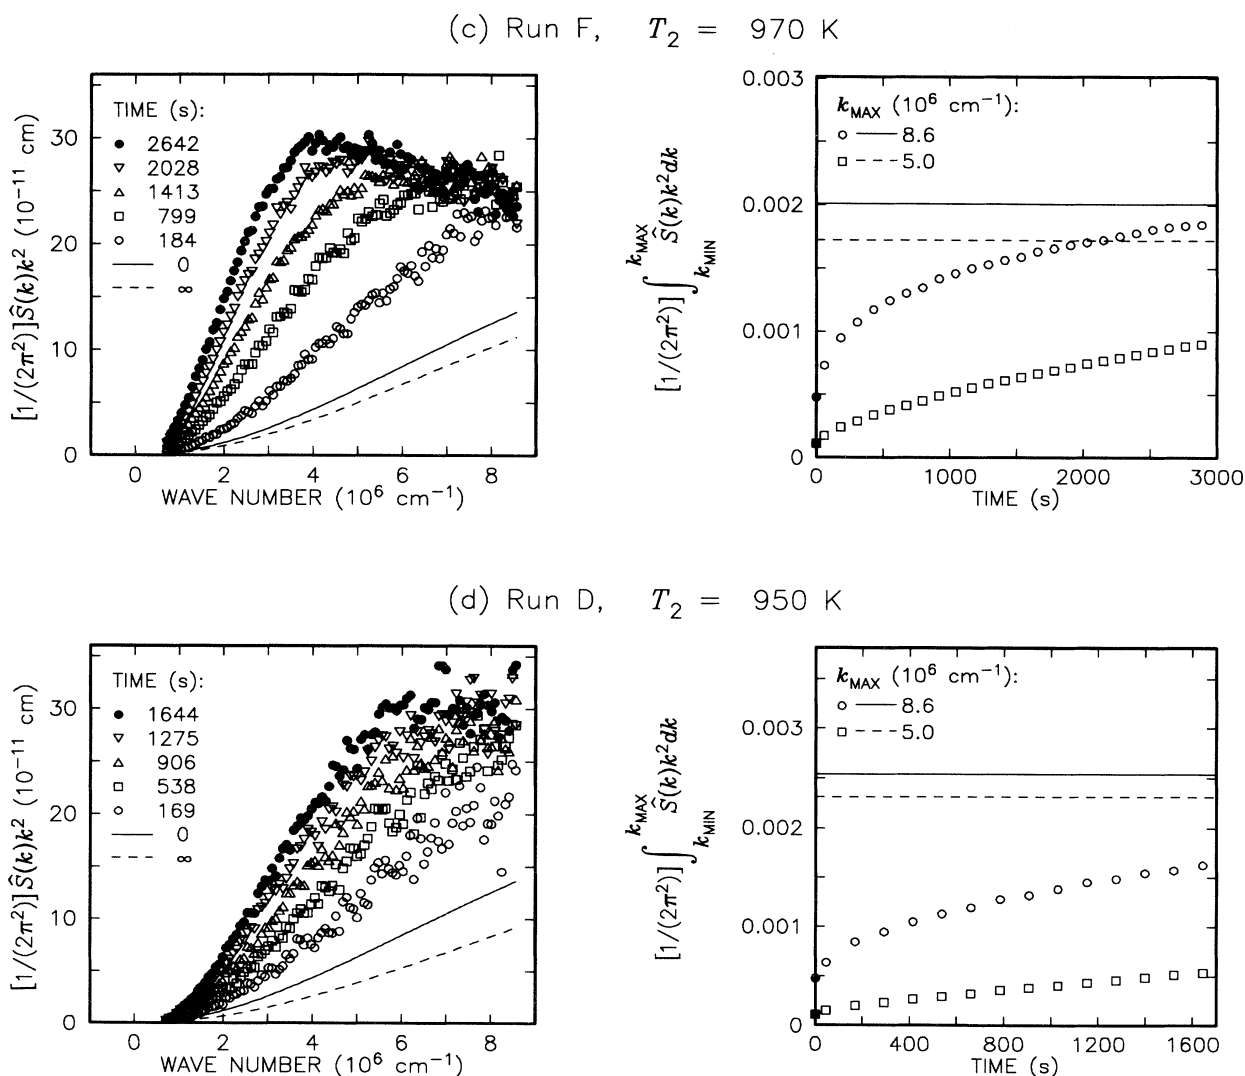 (c) Run F, T₂ = 970 K
[1/(2π²)]Ŝ(k)k² (10⁻¹¹ cm)
30
20
10
0
TIME (s):
● 2642
▽ 2028
△ 1413
□ 799
○ 184
—— 0
– – – ∞
0 2 4 6 8
WAVE NUMBER (10⁶ cm⁻¹)
[1/(2π²)] ∫ₖMINᵏMAX Ŝ(k)k²dk
0.003
0.002
0.001
0
kMAX (10⁶ cm⁻¹):
○ —— 8.6
□ – – – 5.0
0 1000 2000 3000
TIME (s)
(d) Run D, T₂ = 950 K
[1/(2π²)]Ŝ(k)k² (10⁻¹¹ cm)
30
20
10
0
TIME (s):
● 1644
▽ 1275
△ 906
□ 538
○ 169
—— 0
– – – ∞
0 2 4 6 8
WAVE NUMBER (10⁶ cm⁻¹)
[1/(2π²)] ∫ₖMINᵏMAX Ŝ(k)k²dk
0.003
0.002
0.001
0
kMAX (10⁶ cm⁻¹):
○ —— 8.6
□ – – – 5.0
0 400 800 1200 1600
TIME (s)